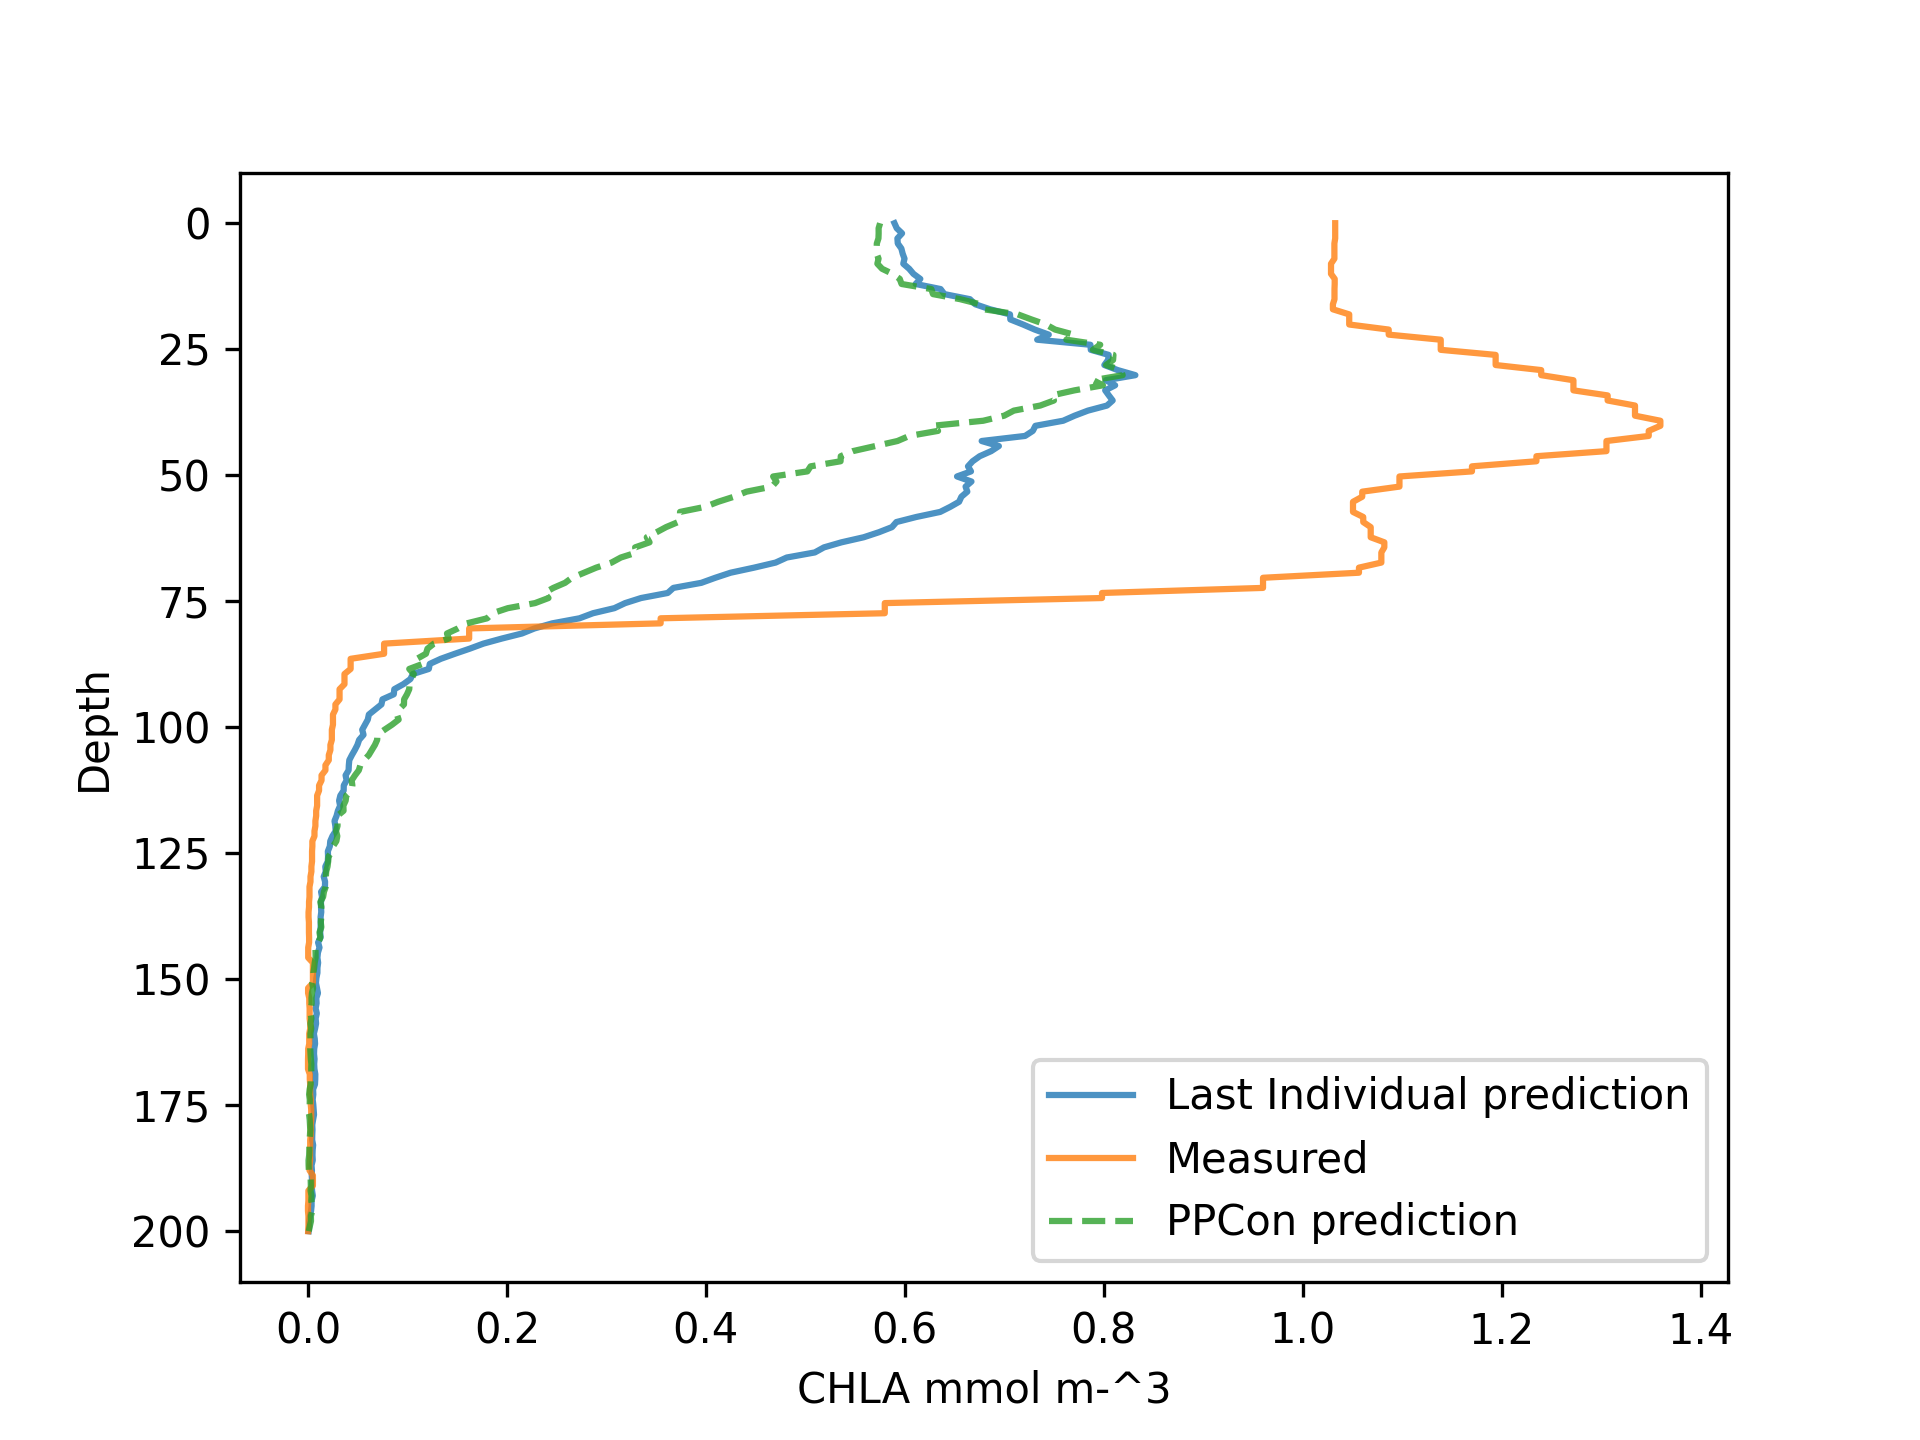 0
25
50
75
100
125
150
175
200
Depth
Last Individual prediction
Measured
PPCon prediction
0.0 0.2 0.4 0.6 0.8 1.0 1.2 1.4
CHLA mmol m-^3